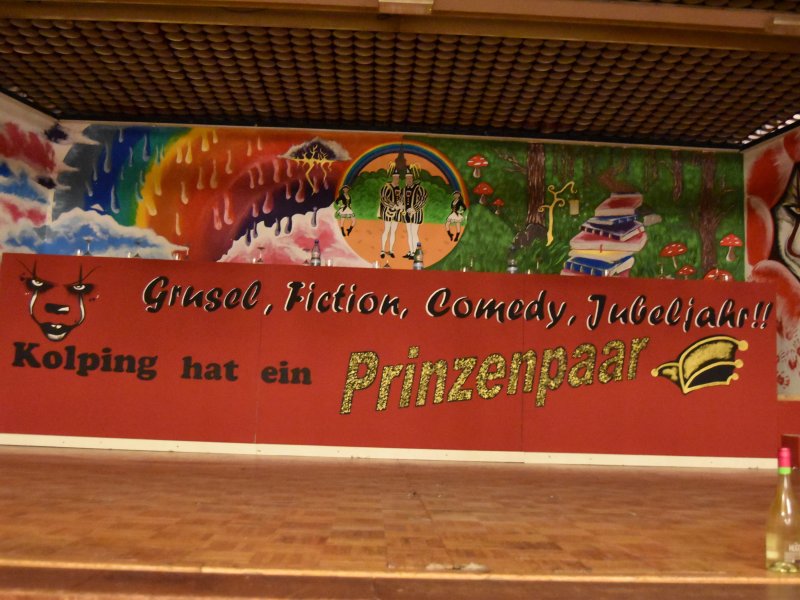 Grusel, Fiction, Comedy, Jubeljahr!!
Kolping hat ein Prinzenpaar